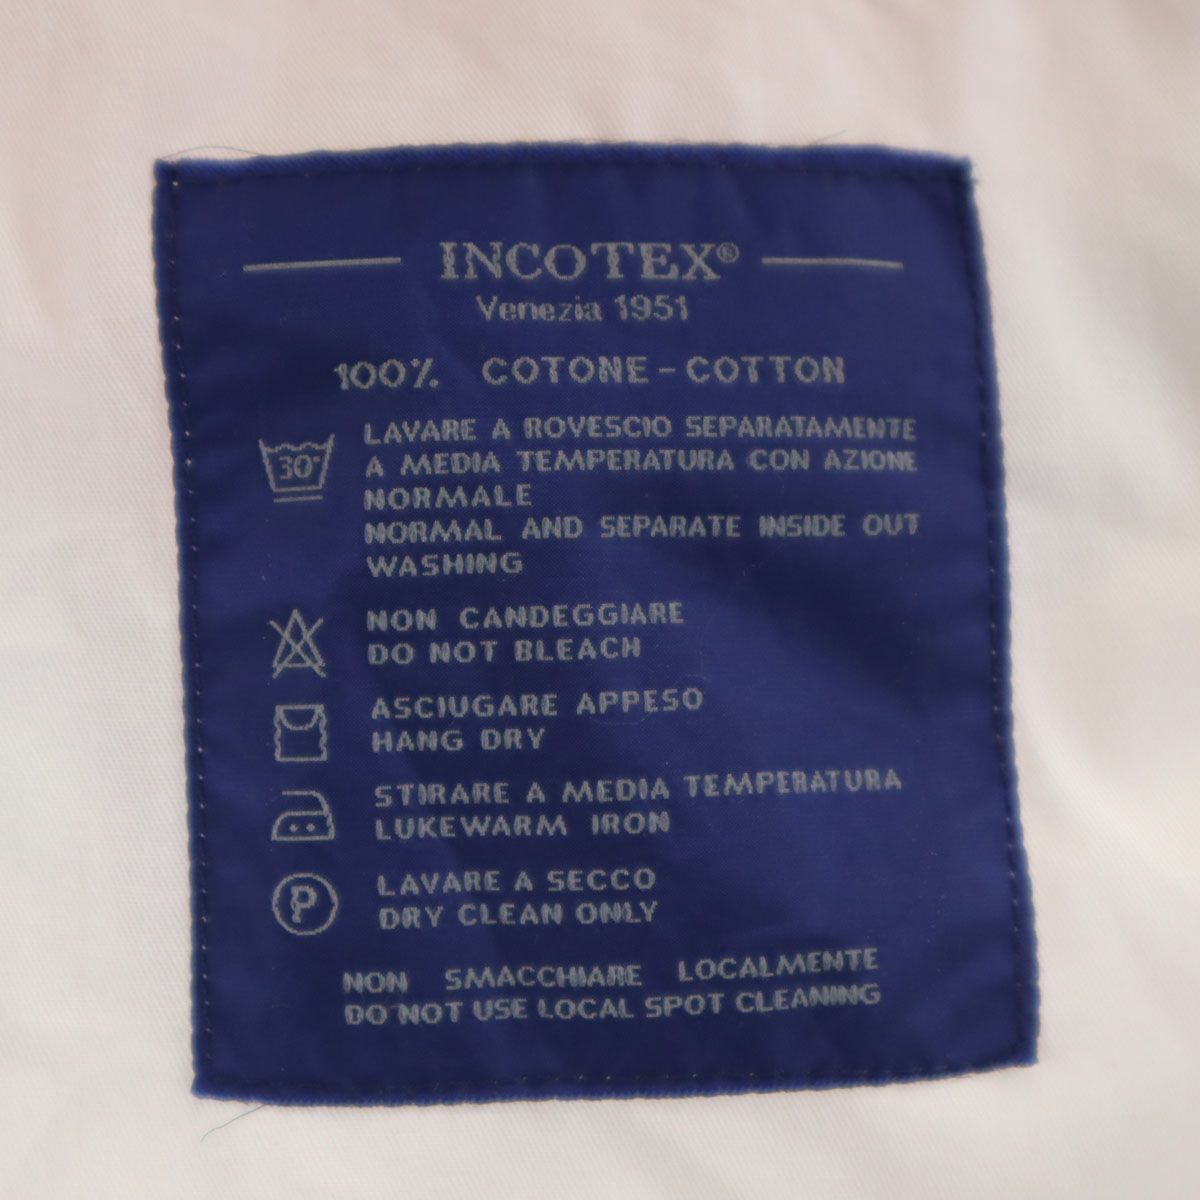 INCOTEX®
Venezia 1951
100% COTONE - COTTON
30°
LAVARE A ROVESCIO SEPARATAMENTE
A MEDIA TEMPERATURA CON AZIONE
NORMALE
NORMAL AND SEPARATE INSIDE OUT
WASHING
NON CANDEGGIARE
DO NOT BLEACH
ASCIUGARE APPESO
HANG DRY
STIRARE A MEDIA TEMPERATURA
LUKEWARM IRON
P
LAVARE A SECCO
DRY CLEAN ONLY
NON SMACCHIARE LOCALMENTE
DO NOT USE LOCAL SPOT CLEANING